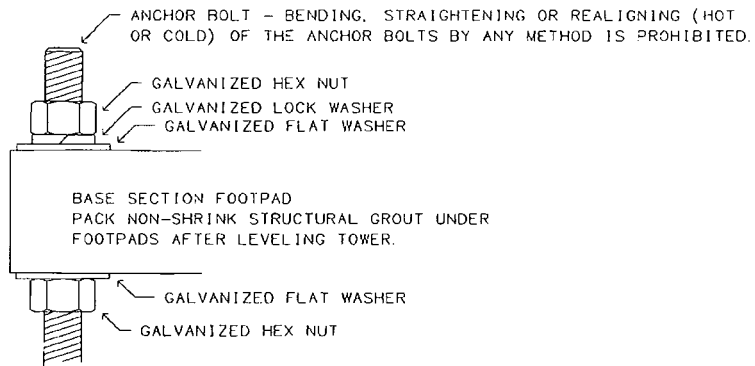 ANCHOR BOLT - BENDING, STRAIGHTENING OR REALIGNING (HOT
OR COLD) OF THE ANCHOR BOLTS BY ANY METHOD IS PROHIBITED.
GALVANIZED HEX NUT
GALVANIZED LOCK WASHER
GALVANIZED FLAT WASHER
BASE SECTION FOOTPAD
PACK NON-SHRINK STRUCTURAL GROUT UNDER
FOOTPADS AFTER LEVELING TOWER.
GALVANIZED FLAT WASHER
GALVANIZED HEX NUT